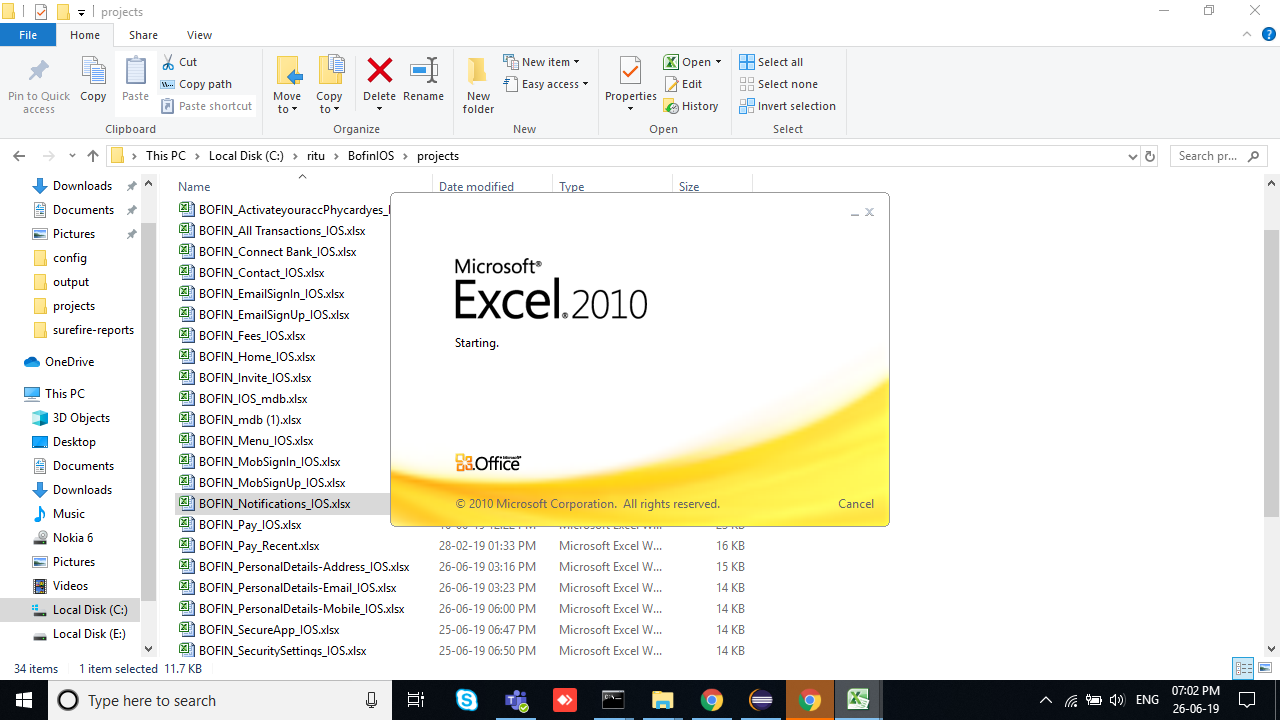 projects
File Home Share View
Pin to Quick access
Copy
Paste
Cut
Copy path
Paste shortcut
Clipboard
Move to
Copy to
Delete
Rename
Organize
New folder
New item
Easy access
New
Properties
Open
Edit
History
Open
Select all
Select none
Invert selection
Select
This PC > Local Disk (C:) > ritu > BofinIOS > projects
Search pr...
Downloads
Documents
Pictures
config
output
projects
surefire-reports
OneDrive
This PC
3D Objects
Desktop
Documents
Downloads
Music
Nokia 6
Pictures
Videos
Local Disk (C:)
Local Disk (E:)
Name Date modified Type Size
BOFIN_ActivateyouraccPhycardyes_
BOFIN_All Transactions_IOS.xlsx
BOFIN_Connect Bank_IOS.xlsx
BOFIN_Contact_IOS.xlsx
BOFIN_EmailSignIn_IOS.xlsx
BOFIN_EmailSignUp_IOS.xlsx
BOFIN_Fees_IOS.xlsx
BOFIN_Home_IOS.xlsx
BOFIN_Invite_IOS.xlsx
BOFIN_IOS_mdb.xlsx
BOFIN_mdb (1).xlsx
BOFIN_Menu_IOS.xlsx
BOFIN_MobSignIn_IOS.xlsx
BOFIN_MobSignUp_IOS.xlsx
BOFIN_Notifications_IOS.xlsx
BOFIN_Pay_IOS.xlsx
BOFIN_Pay_Recent.xlsx 28-02-19 01:33 PM Microsoft Excel W... 16 KB
BOFIN_PersonalDetails-Address_IOS.xlsx 26-06-19 03:16 PM Microsoft Excel W... 15 KB
BOFIN_PersonalDetails-Email_IOS.xlsx 26-06-19 03:23 PM Microsoft Excel W... 14 KB
BOFIN_PersonalDetails-Mobile_IOS.xlsx 26-06-19 06:00 PM Microsoft Excel W... 14 KB
BOFIN_SecureApp_IOS.xlsx 25-06-19 06:47 PM Microsoft Excel W... 14 KB
BOFIN_SecuritySettings_IOS.xlsx 25-06-19 06:50 PM Microsoft Excel W... 14 KB
Microsoft®
Excel®2010
Starting.
Microsoft®
Office
© 2010 Microsoft Corporation. All rights reserved. Cancel
34 items 1 item selected 11.7 KB
Type here to search
ENG
07:02 PM
26-06-19